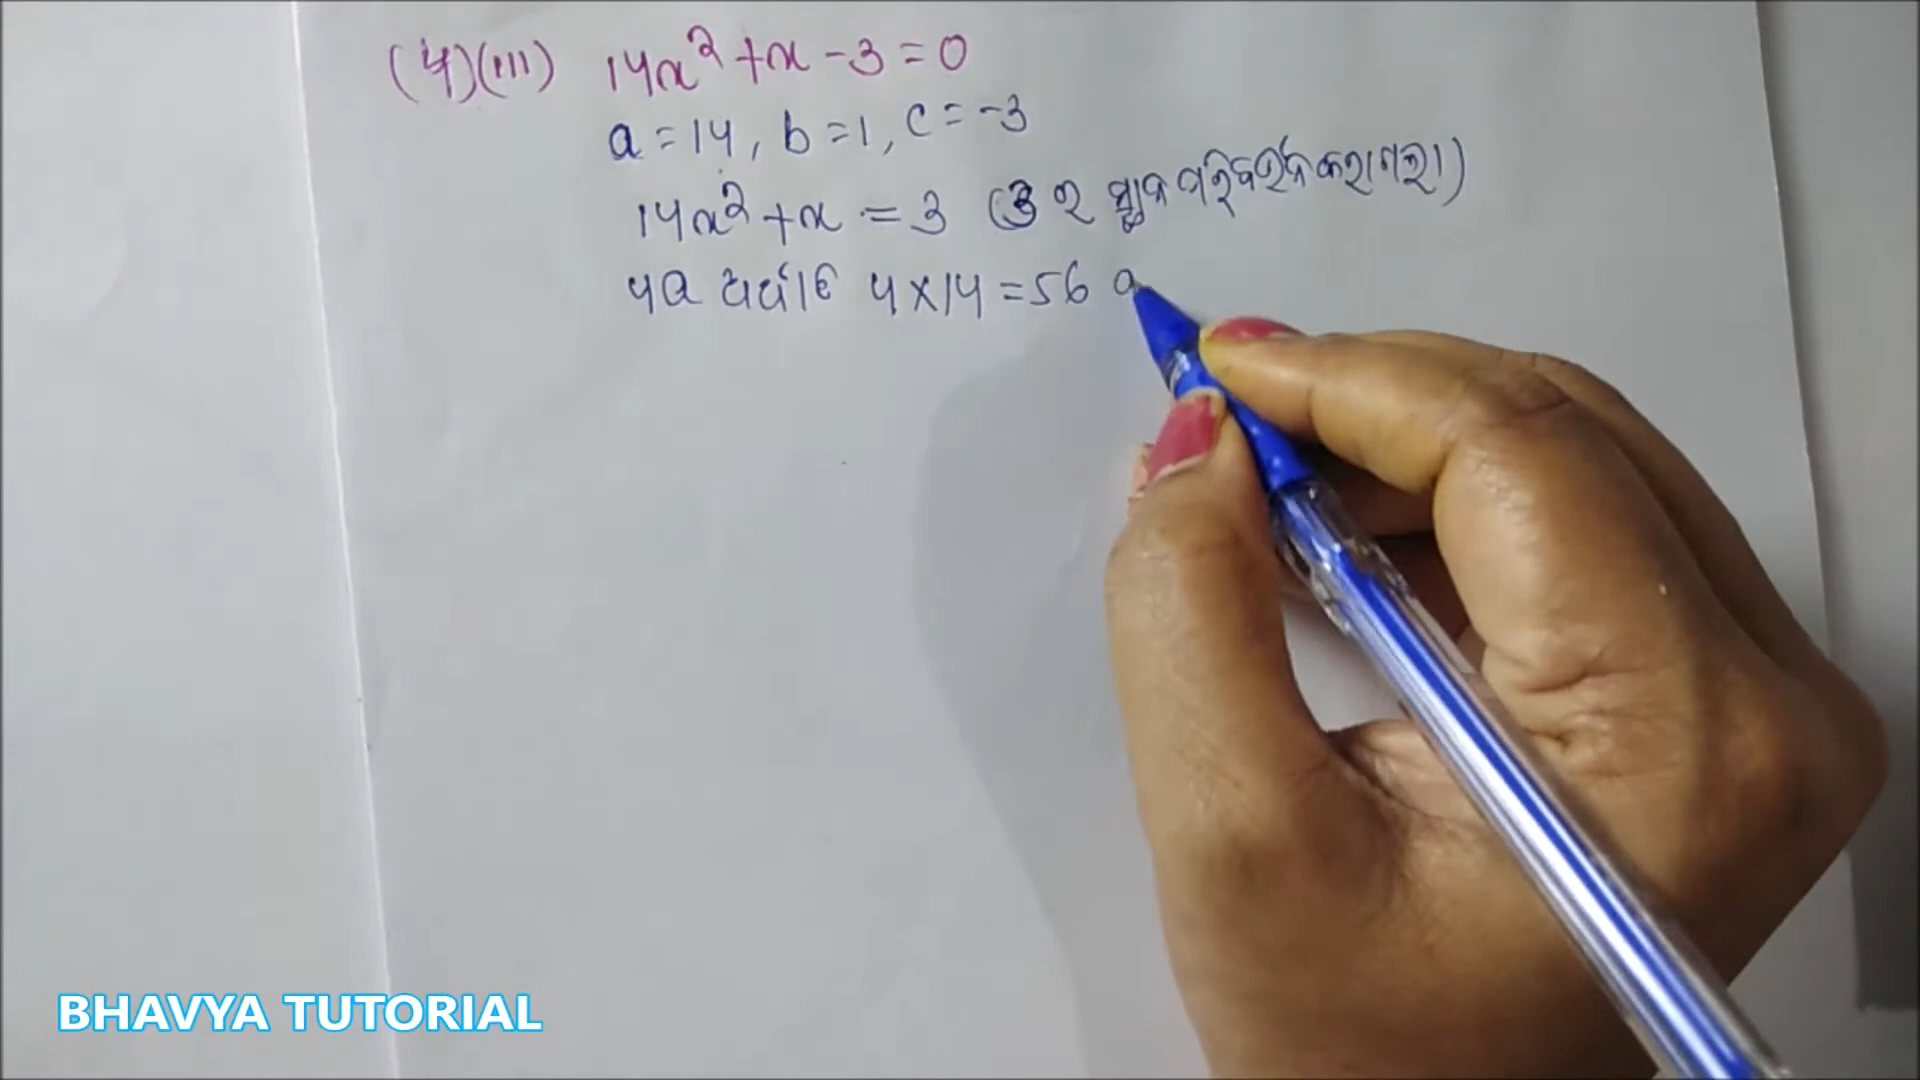 (4)(iii) 14x² + x - 3 = 0
a = 14, b = 1, c = -3
14x² + x = 3 (3 ର ସ୍ଥାନ ପରିବର୍ତ୍ତନ କରାଗଲା)
4a ଅର୍ଥାତ୍ 4 × 14 = 56
BHAVYA TUTORIAL